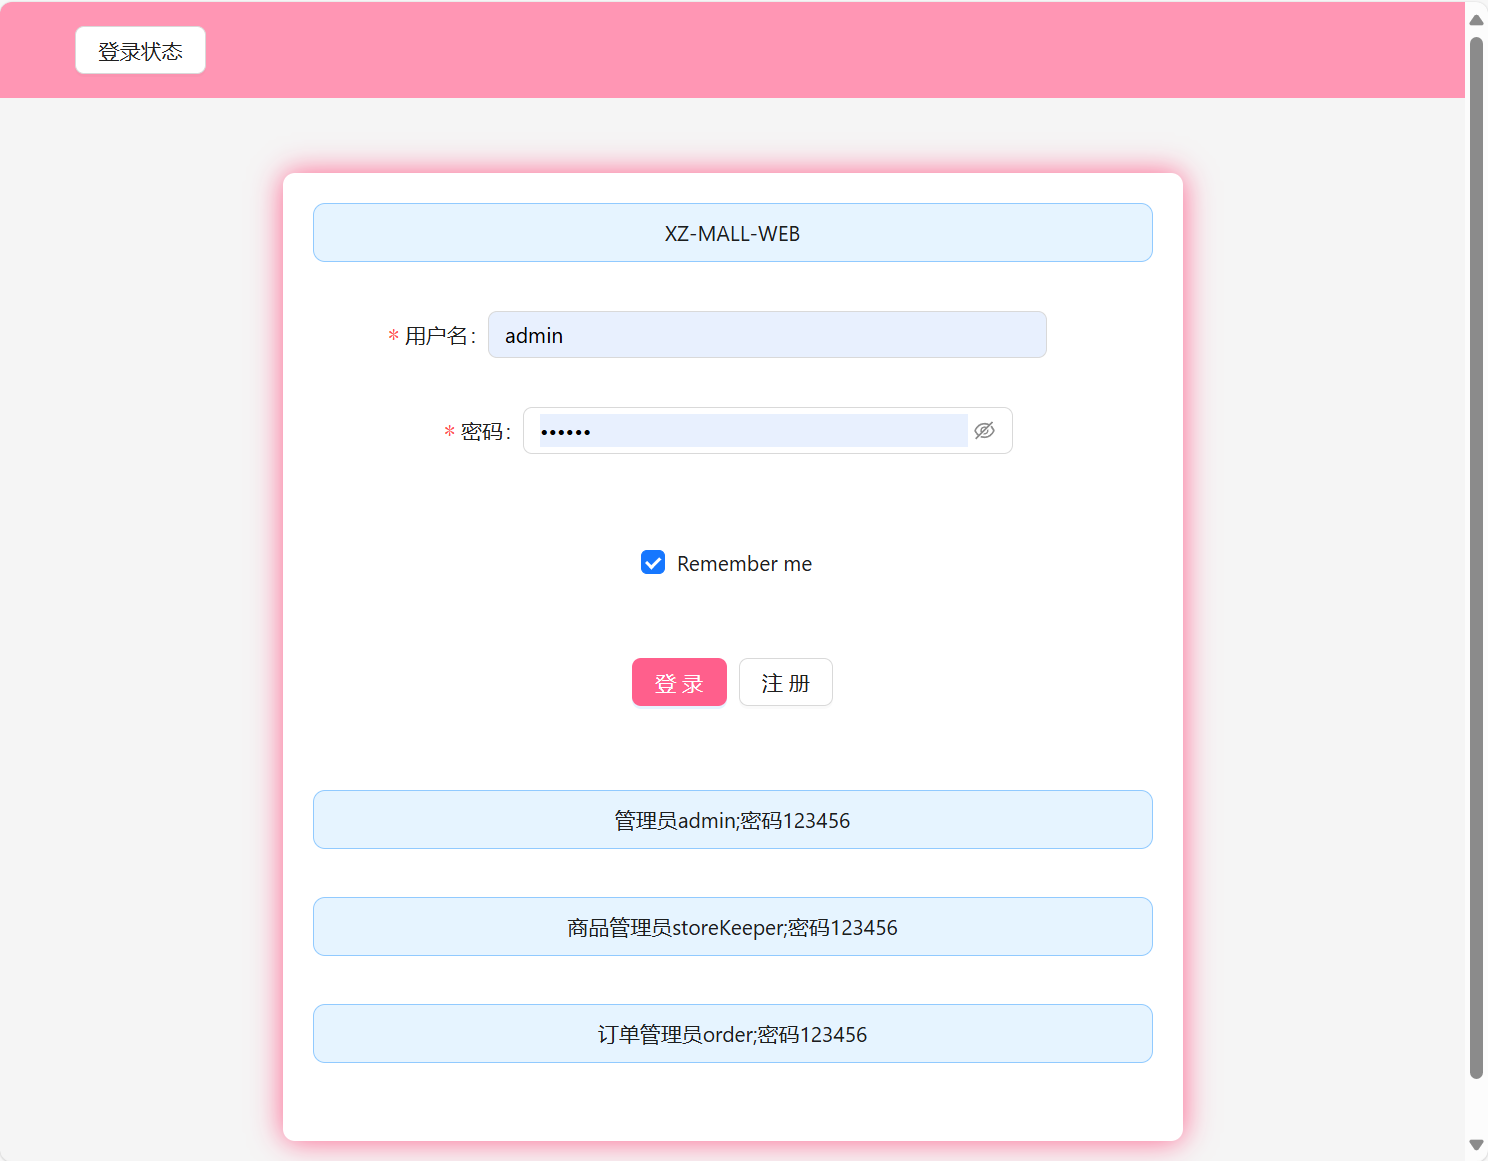 登录状态
XZ-MALL-WEB
* 用户名:
admin
* 密码:
••••••
Remember me
登 录
注 册
管理员admin;密码123456
商品管理员storeKeeper;密码123456
订单管理员order;密码123456